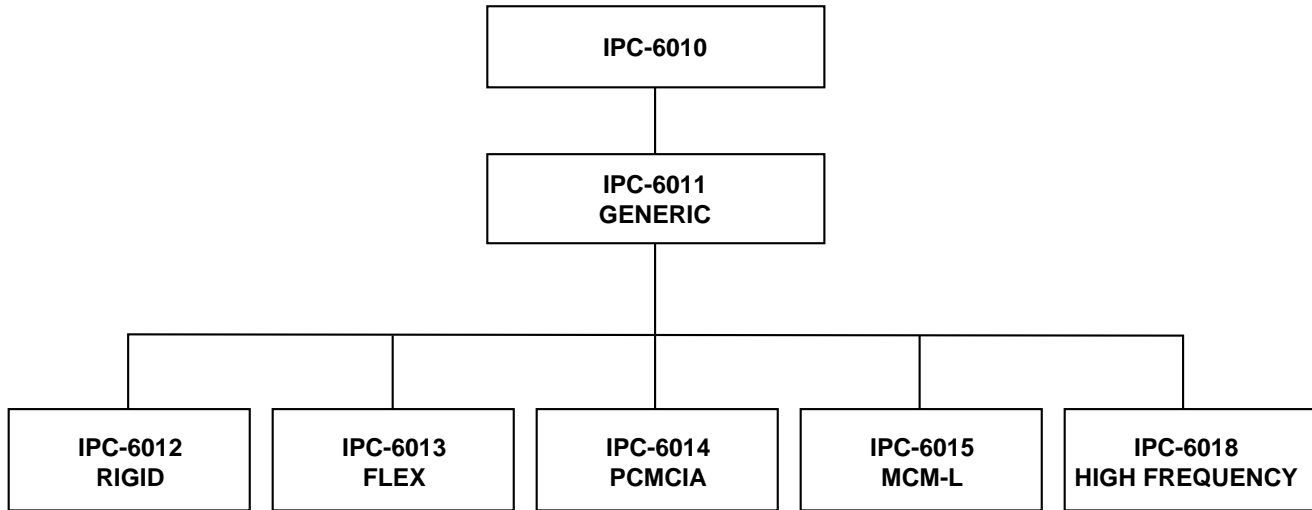 IPC-6010
IPC-6011
GENERIC
IPC-6012
RIGID
IPC-6013
FLEX
IPC-6014
PCMCIA
IPC-6015
MCM-L
IPC-6018
HIGH FREQUENCY